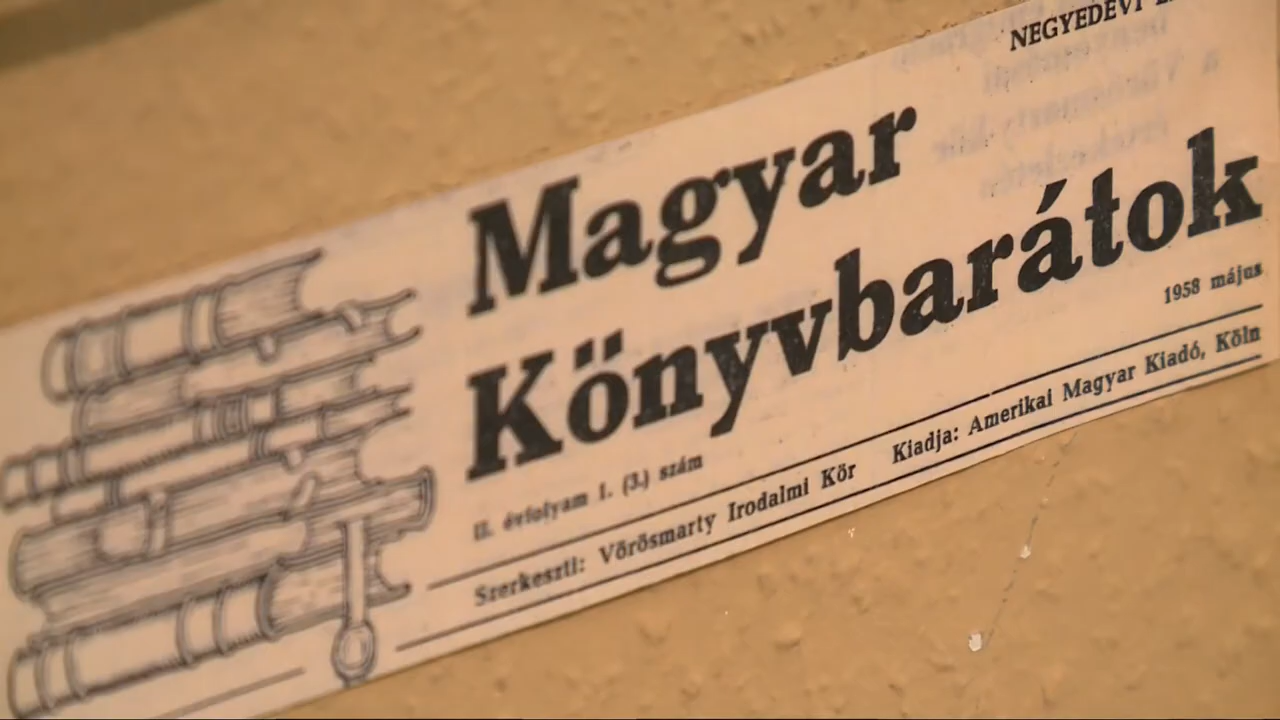 NEGYEDÉVI
Magyar
Könyvbarátok
1958 május
II. évfolyam 1. (3.) szám
Szerkeszti: Vörösmarty Irodalmi Kör Kiadja: Amerikai Magyar Kiadó, Köln